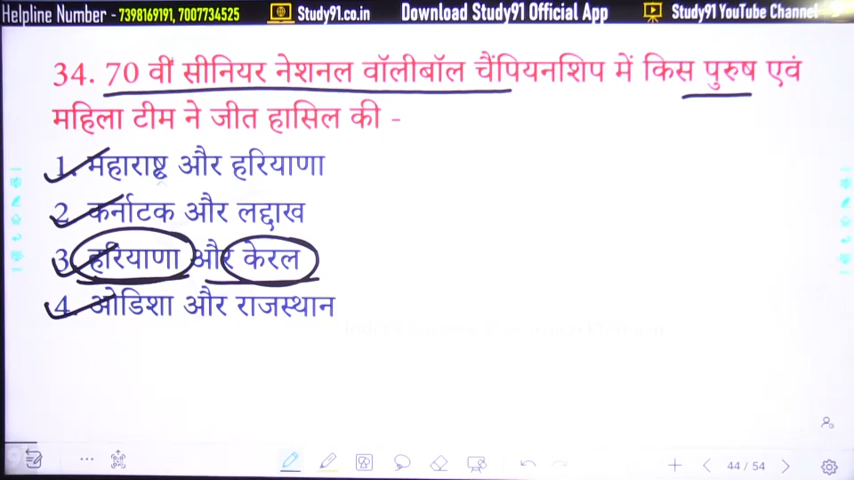 Helpline Number - 7398169191, 7007734525 Study91.co.in Download Study91 Official App Study91 YouTube Channel
34. 70 वीं सीनियर नेशनल वॉलीबॉल चैंपियनशिप में किस पुरुष एवं
महिला टीम ने जीत हासिल की -
1. महाराष्ट्र और हरियाणा
2. कर्नाटक और लद्दाख
3. हरियाणा और केरल
4. ओडिशा और राजस्थान
44 / 54